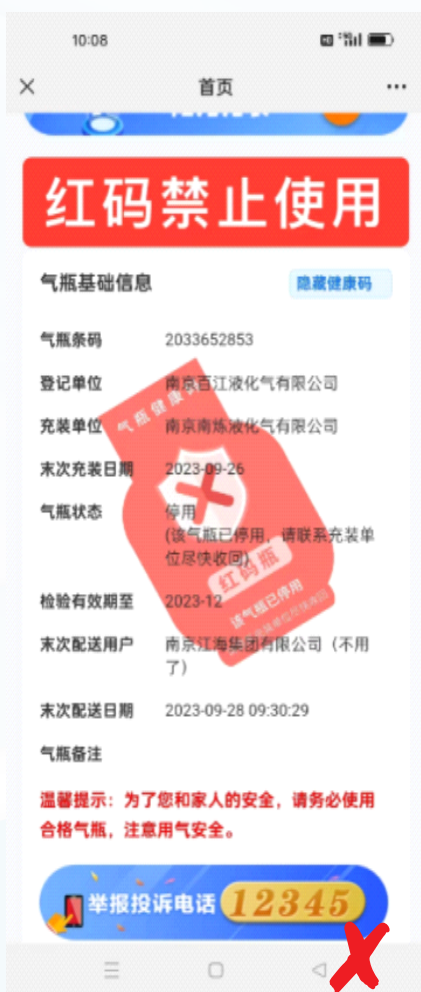 10:08
首页
红码禁止使用
气瓶基础信息
隐藏健康码
气瓶条码 2033652853
登记单位 南京百江液化气有限公司
充装单位 南京南炼液化气有限公司
末次充装日期 2023-09-26
气瓶状态 停用
(该气瓶已停用，请联系充装单
位尽快收回)
检验有效期至 2023-12
末次配送用户 南京江海集团有限公司（不用
了）
末次配送日期 2023-09-28 09:30:29
气瓶备注
气瓶健康
红码瓶
该气瓶已停用
温馨提示：为了您和家人的安全，请务必使用
合格气瓶，注意用气安全。
举报投诉电话 12345